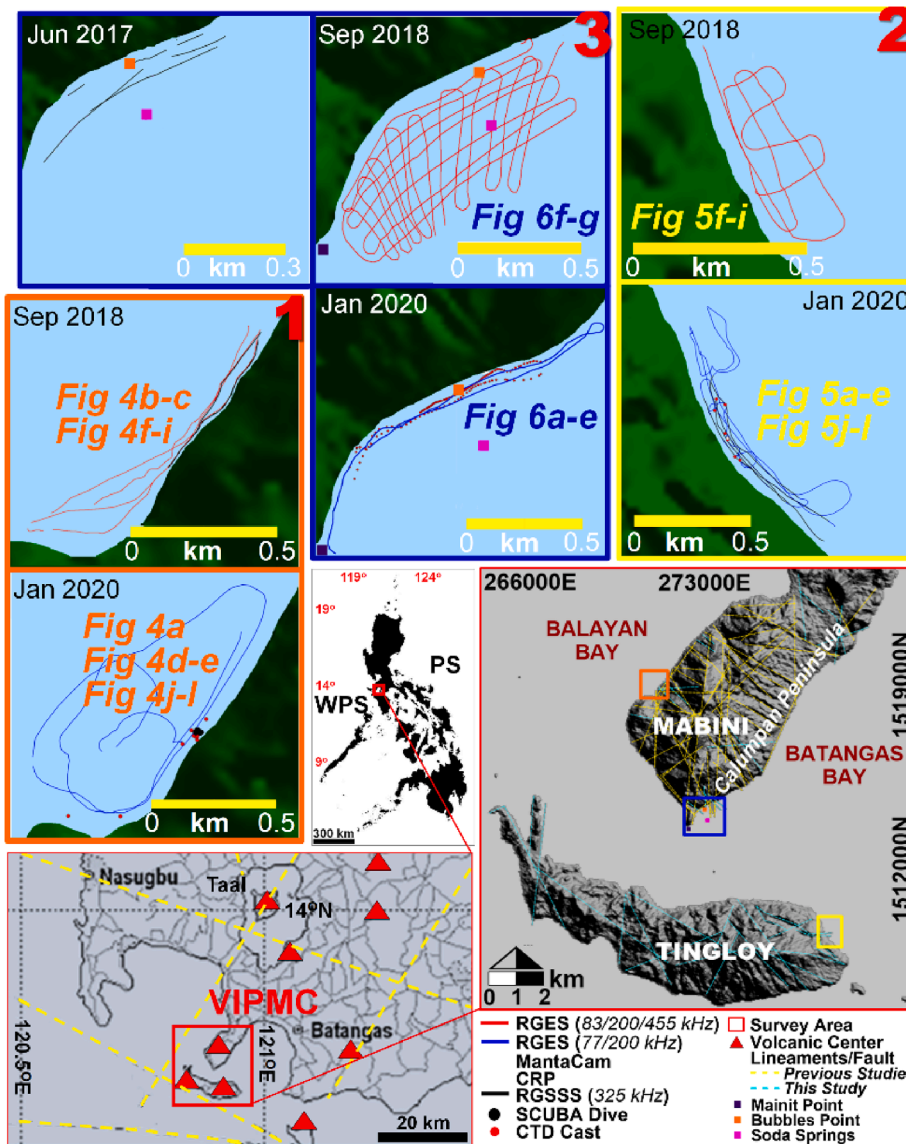 Jun 2017
0 km 0.3
Sep 2018
3
Fig 6f-g
0 km 0.5
Sep 2018
2
Fig 5f-i
0 km 0.5
Sep 2018
1
Fig 4b-c
Fig 4f-i
0 km 0.5
Jan 2020
Fig 6a-e
0 km 0.5
Jan 2020
Fig 5a-e
Fig 5j-l
0 km 0.5
Jan 2020
Fig 4a
Fig 4d-e
Fig 4j-l
0 km 0.5
119° 124°
19°
14°
9°
PS
WPS
300 km
266000E 273000E
1519000N
1512000N
BALAYAN
BAY
MABINI
Calumpan Peninsula
BATANGAS
BAY
TINGLOY
0 1 2 km
Nasugbu
Taal
14°N
VIPMC
Batangas
120.5°E
121°E
20 km
RGES (83/200/455 kHz)
RGES (77/200 kHz)
MantaCam
CRP
RGSSS (325 kHz)
SCUBA Dive
CTD Cast
Survey Area
Volcanic Center
Lineaments/Fault
Previous Studie
This Study
Mainit Point
Bubbles Point
Soda Springs